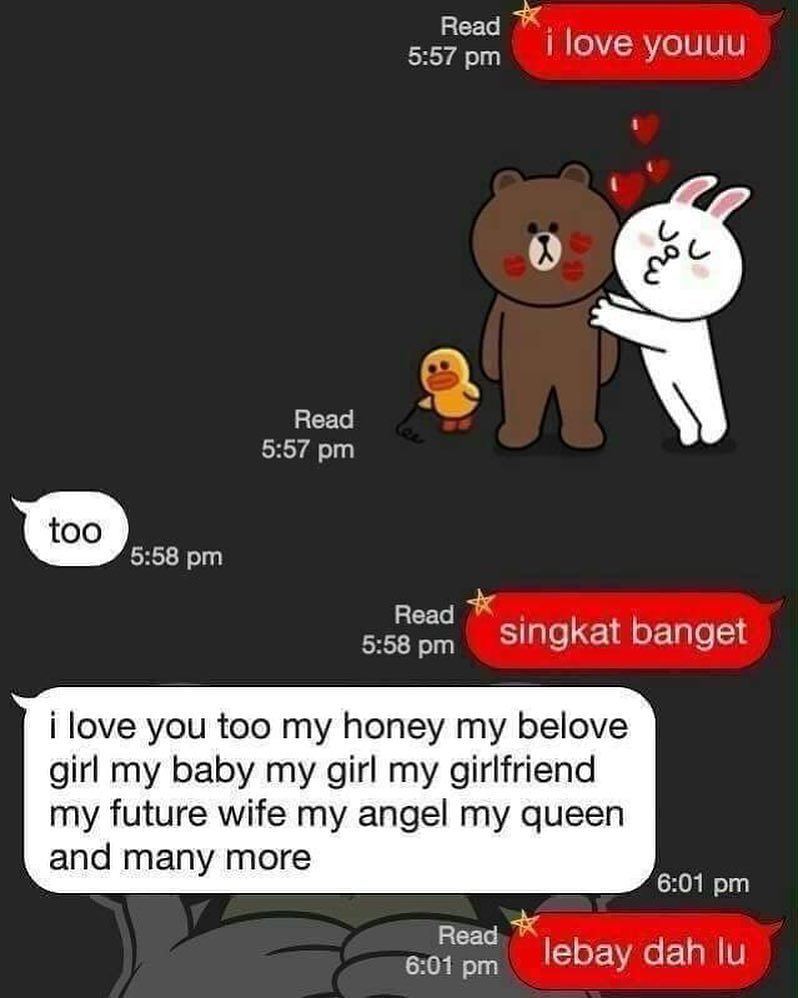 Read
5:57 pm
i love youuu
Read
5:57 pm
too
5:58 pm
Read
5:58 pm
singkat banget
i love you too my honey my belove
girl my baby my girl my girlfriend
my future wife my angel my queen
and many more
6:01 pm
Read
6:01 pm
lebay dah lu